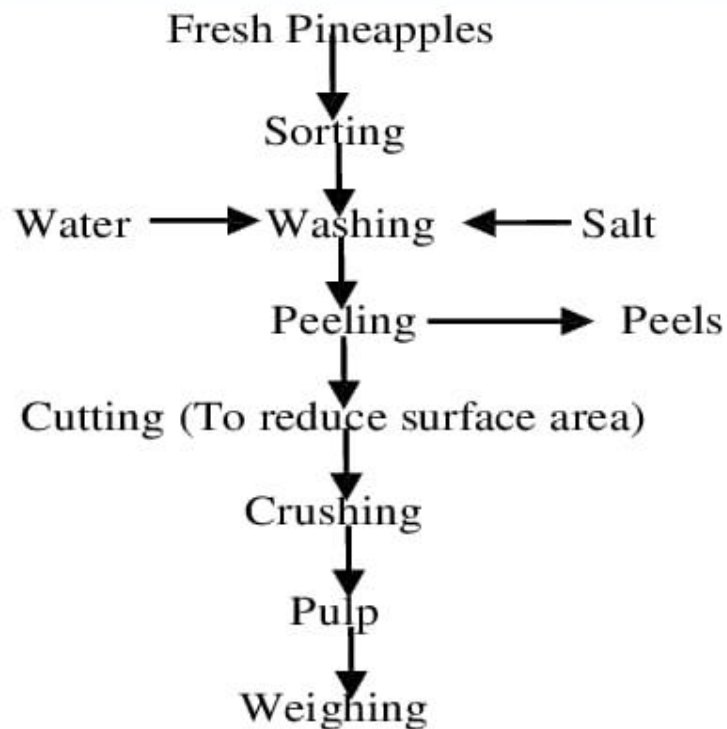 Fresh Pineapples
Sorting
Water Washing Salt
Peeling Peels
Cutting (To reduce surface area)
Crushing
Pulp
Weighing